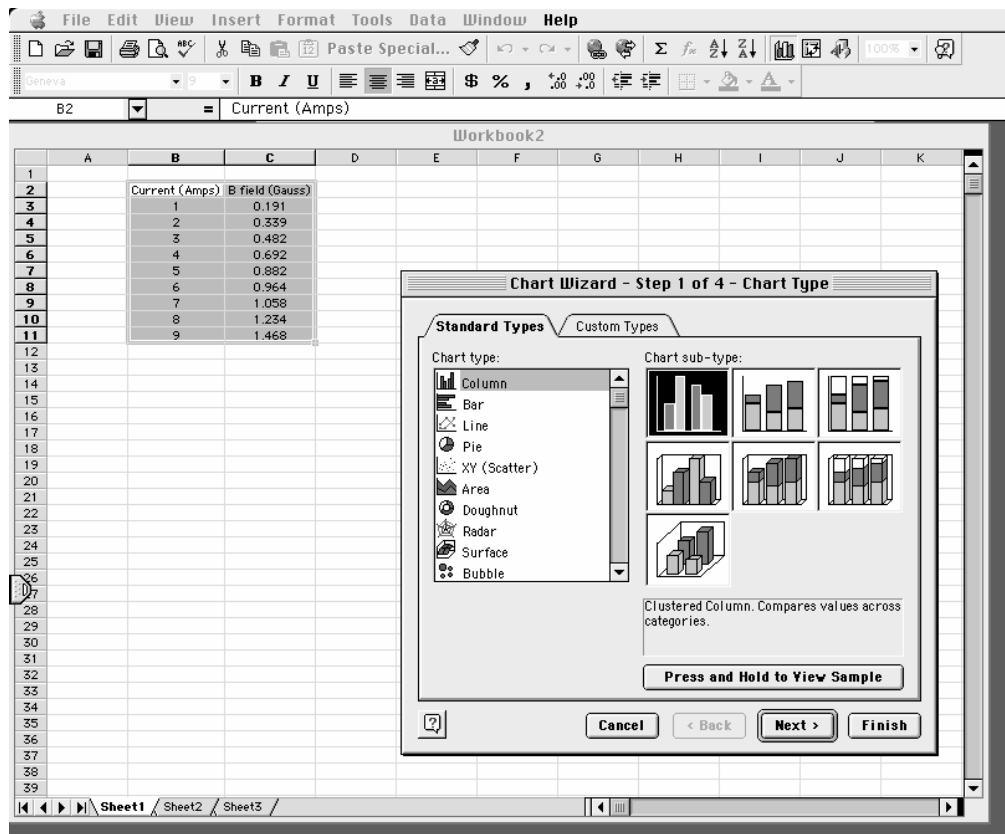 File Edit View Insert Format Tools Data Window Help
ABC Paste Special... Σ fx 100%
Geneva 9 B I U $ % ,
B2 = Current (Amps)
Workbook2
A B C D E F G H I J K
1
2 Current (Amps) B field (Gauss)
3 1 0.191
4 2 0.339
5 3 0.482
6 4 0.692
7 5 0.882
8 6 0.964
9 7 1.058
10 8 1.234
11 9 1.468
12
13
14
15
16
17
18
19
20
21
22
23
24
25
26
27
28
29
30
31
32
33
34
35
36
37
38
39
Chart Wizard - Step 1 of 4 - Chart Type
Standard Types Custom Types
Chart type: Chart sub-type:
Column
Bar
Line
Pie
XY (Scatter)
Area
Doughnut
Radar
Surface
Bubble
Clustered Column. Compares values across
categories.
Press and Hold to View Sample
Cancel < Back Next > Finish
Sheet1 Sheet2 Sheet3